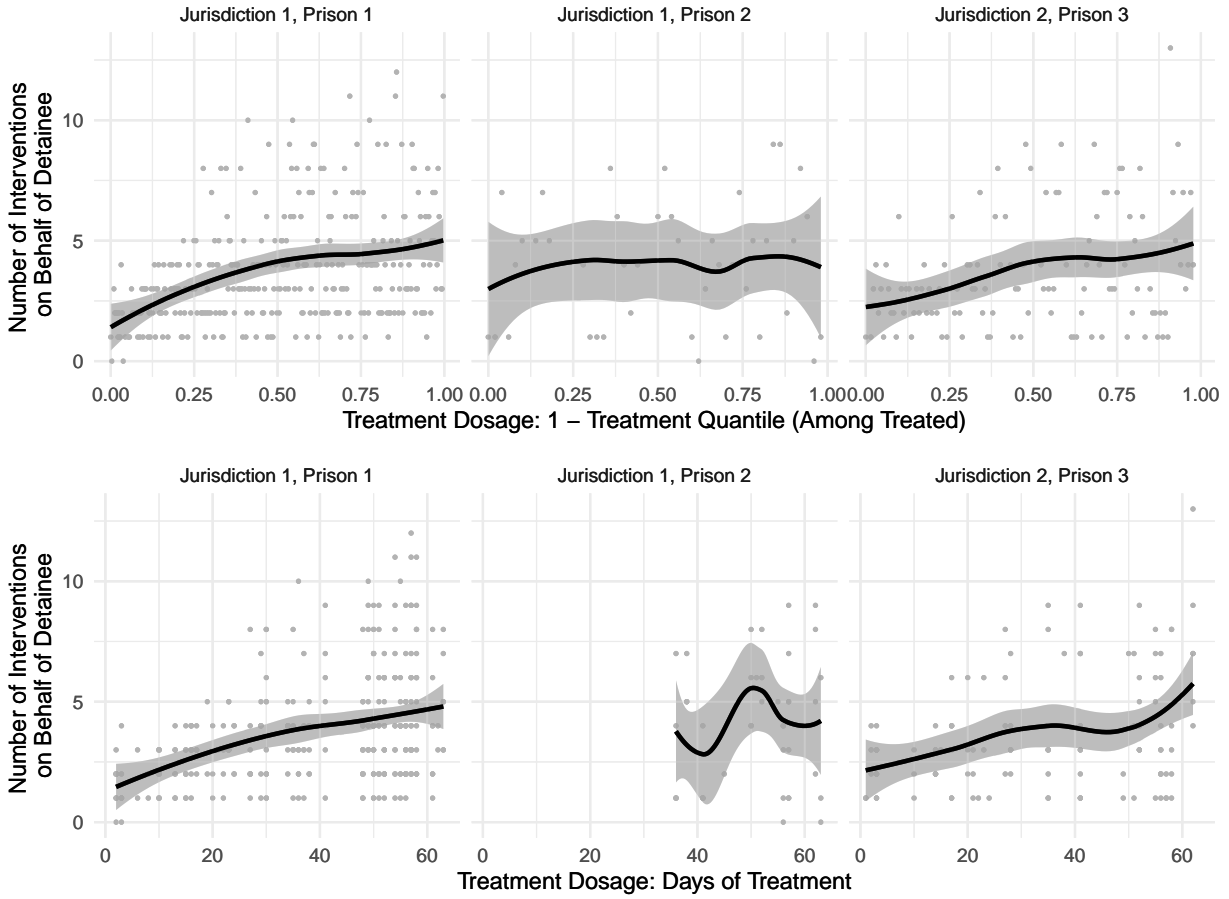 Jurisdiction 1, Prison 1
Jurisdiction 1, Prison 2
Jurisdiction 2, Prison 3
Number of Interventions
on Behalf of Detainee
10
5
0
0.00 0.25 0.50 0.75 1.00
0.00 0.25 0.50 0.75 1.00
0.00 0.25 0.50 0.75 1.00
Treatment Dosage: 1 − Treatment Quantile (Among Treated)
Jurisdiction 1, Prison 1
Jurisdiction 1, Prison 2
Jurisdiction 2, Prison 3
Number of Interventions
on Behalf of Detainee
10
5
0
0 20 40 60
0 20 40 60
0 20 40 60
Treatment Dosage: Days of Treatment